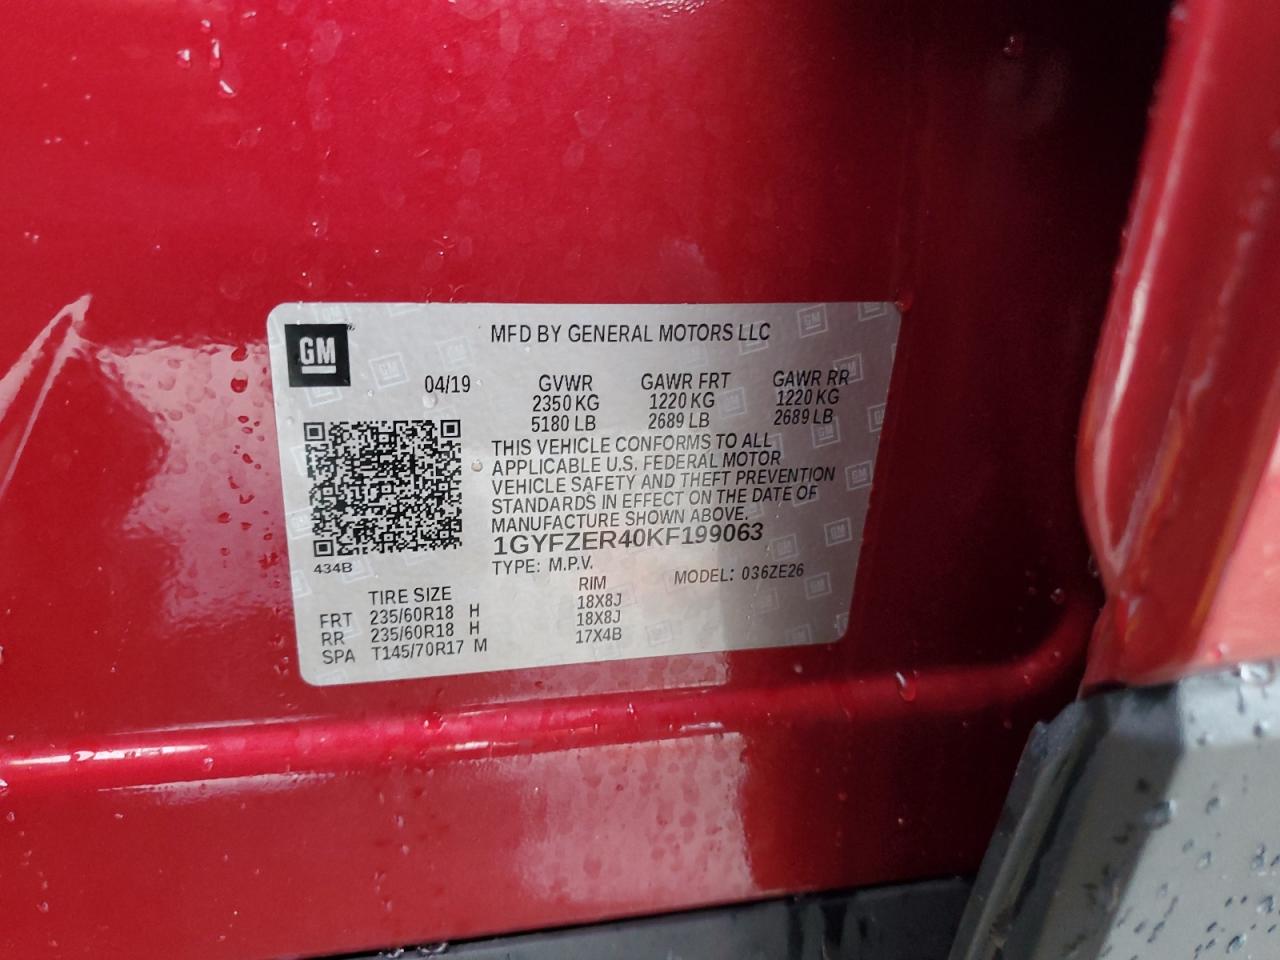 GM
MFD BY GENERAL MOTORS LLC
04/19 GVWR GAWR FRT GAWR RR
2350 KG 1220 KG 1220 KG
5180 LB 2689 LB 2689 LB
THIS VEHICLE CONFORMS TO ALL
APPLICABLE U.S. FEDERAL MOTOR
VEHICLE SAFETY AND THEFT PREVENTION
STANDARDS IN EFFECT ON THE DATE OF
MANUFACTURE SHOWN ABOVE.
1GYFZER40KF199063
434B
TYPE: M.P.V. MODEL: 036ZE26
TIRE SIZE RIM
FRT 235/60R18 H 18X8J
RR 235/60R18 H 18X8J
SPA T145/70R17 M 17X4B